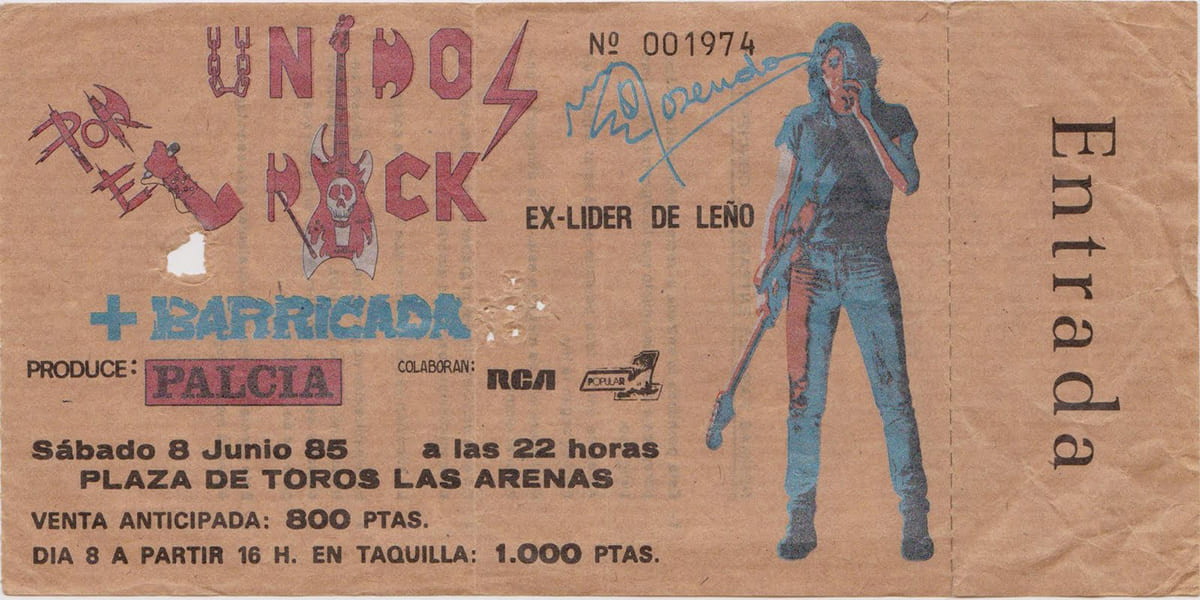 UNIDOS
POR EL ROCK
Nº 001974
Rosendo
EX-LIDER DE LEÑO
+ BARRICADA
PRODUCE: PALCIA
COLABORAN: RCA POPULAR 1
Sábado 8 Junio 85 a las 22 horas
PLAZA DE TOROS LAS ARENAS
VENTA ANTICIPADA: 800 PTAS.
DIA 8 A PARTIR 16 H. EN TAQUILLA: 1.000 PTAS.
Entrada